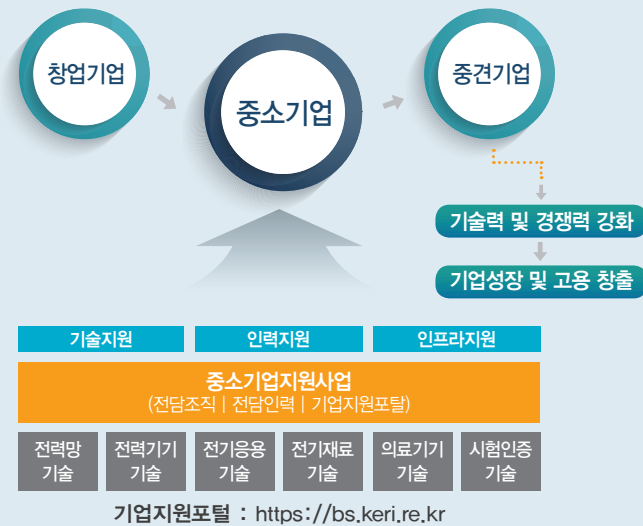 창업기업
중소기업
중견기업
기술력 및 경쟁력 강화
기업성장 및 고용 창출
기술지원
인력지원
인프라지원
중소기업지원사업
(전담조직 | 전담인력 | 기업지원포탈)
전력망
기술
전력기기
기술
전기응용
기술
전기재료
기술
의료기기
기술
시험인증
기술
기업지원포털 : https://bs.keri.re.kr